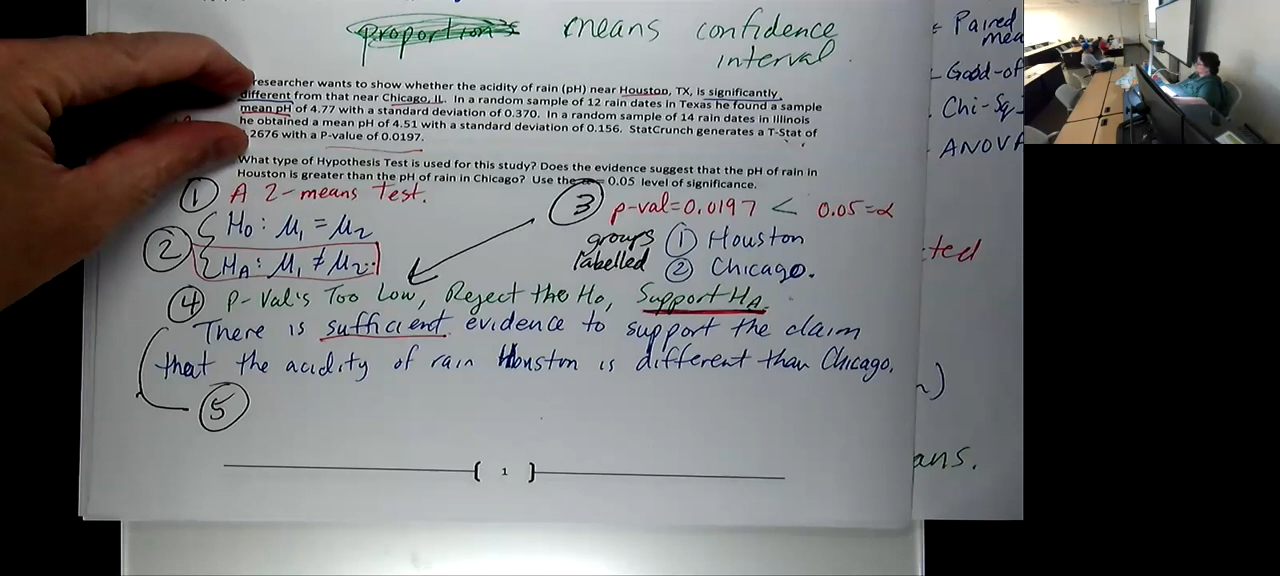 proportions means confidence
interval
researcher wants to show whether the acidity of rain (pH) near Houston, TX, is significantly
different from that near Chicago, IL. In a random sample of 12 rain dates in Texas he found a sample
mean pH of 4.77 with a standard deviation of 0.370. In a random sample of 14 rain dates in Illinois
he obtained a mean pH of 4.51 with a standard deviation of 0.156. StatCrunch generates a T-Stat of
.2676 with a P-value of 0.0197.
What type of Hypothesis Test is used for this study? Does the evidence suggest that the pH of rain in
Houston is greater than the pH of rain in Chicago? Use the = 0.05 level of significance.
① A 2-means Test.
② { H₀: μ₁ = μ₂
{ HA: μ₁ ≠ μ₂.
③ p-val=0.0197 < 0.05=α
groups labelled ① Houston
② Chicago.
④ P-Val's Too Low, Reject the H₀, Support HA.
There is sufficient evidence to support the claim
that the acidity of rain Houston is different than Chicago.
⑤
{ 1 }
- Paired
mea
- Good-of
- Chi-Sq-
- ANOVA
cted
ans.